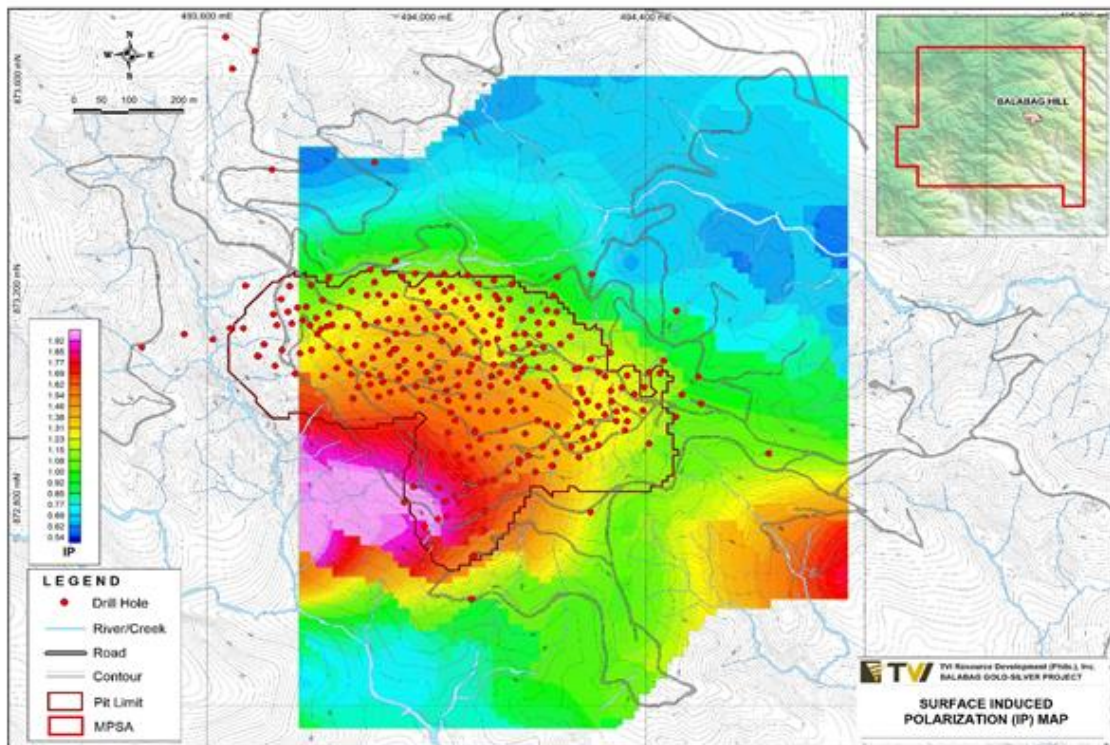 493,600 mE
494,000 mE
494,400 mE
N
W E
S
0 50 100 200 m
873,600 mN
873,200 mN
872,800 mN
BALABAG HILL
1.92
1.85
1.77
1.69
1.62
1.54
1.46
1.38
1.31
1.23
1.15
1.08
1.00
0.92
0.85
0.77
0.69
0.62
0.54
IP
LEGEND
Drill Hole
River/Creek
Road
Contour
Pit Limit
MPSA
TVI TVI Resource Development (Phils.), Inc.
BALABAG GOLD-SILVER PROJECT
SURFACE INDUCED
POLARIZATION (IP) MAP